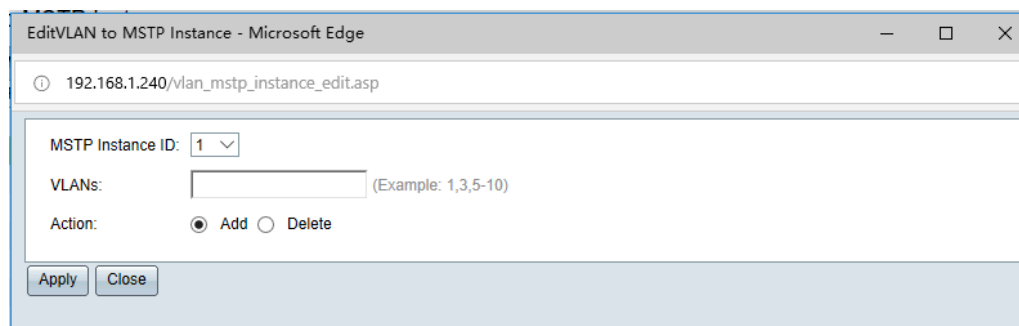 EditVLAN to MSTP Instance - Microsoft Edge
192.168.1.240/vlan_mstp_instance_edit.asp
MSTP Instance ID: 1
VLANs: (Example: 1,3,5-10)
Action: Add Delete
Apply Close